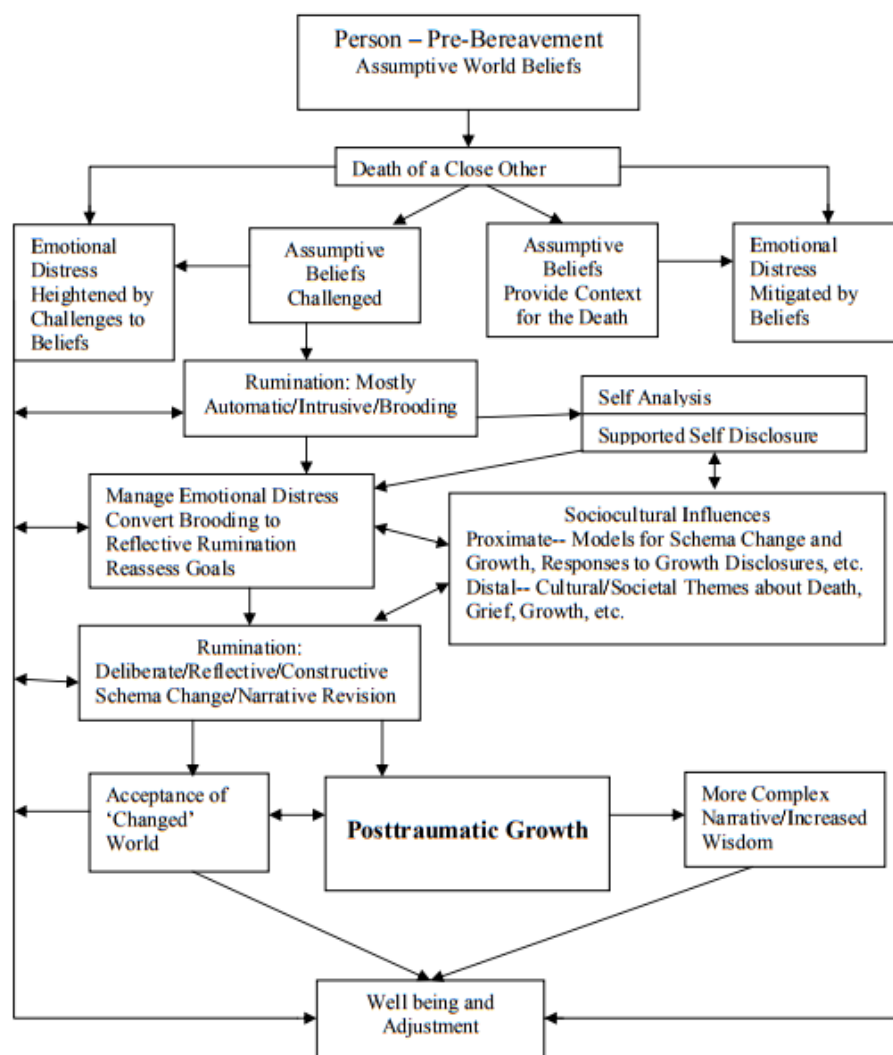 Person – Pre-Bereavement
Assumptive World Beliefs
Death of a Close Other
Emotional
Distress
Heightened by
Challenges to
Beliefs
Assumptive
Beliefs
Challenged
Assumptive
Beliefs
Provide Context
for the Death
Emotional
Distress
Mitigated by
Beliefs
Rumination: Mostly
Automatic/Intrusive/Brooding
Self Analysis
Supported Self Disclosure
Manage Emotional Distress
Convert Brooding to
Reflective Rumination
Reassess Goals
Sociocultural Influences
Proximate-- Models for Schema Change and
Growth, Responses to Growth Disclosures, etc.
Distal-- Cultural/Societal Themes about Death,
Grief, Growth, etc.
Rumination:
Deliberate/Reflective/Constructive
Schema Change/Narrative Revision
Acceptance of
‘Changed’
World
Posttraumatic Growth
More Complex
Narrative/Increased
Wisdom
Well being and
Adjustment